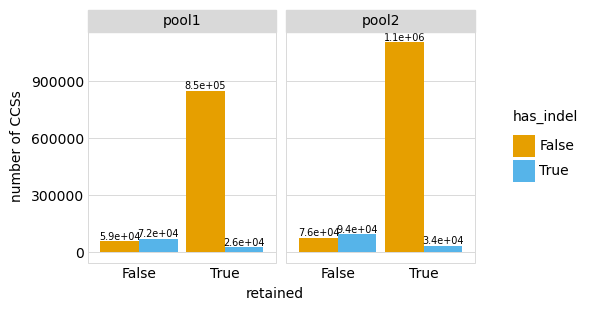 pool1
pool2
1.1e+06
8.5e+05
900000
600000
300000
0
number of CCSs
5.9e+04
7.2e+04
2.6e+04
7.6e+04
9.4e+04
3.4e+04
False
True
False
True
retained
has_indel
False
True